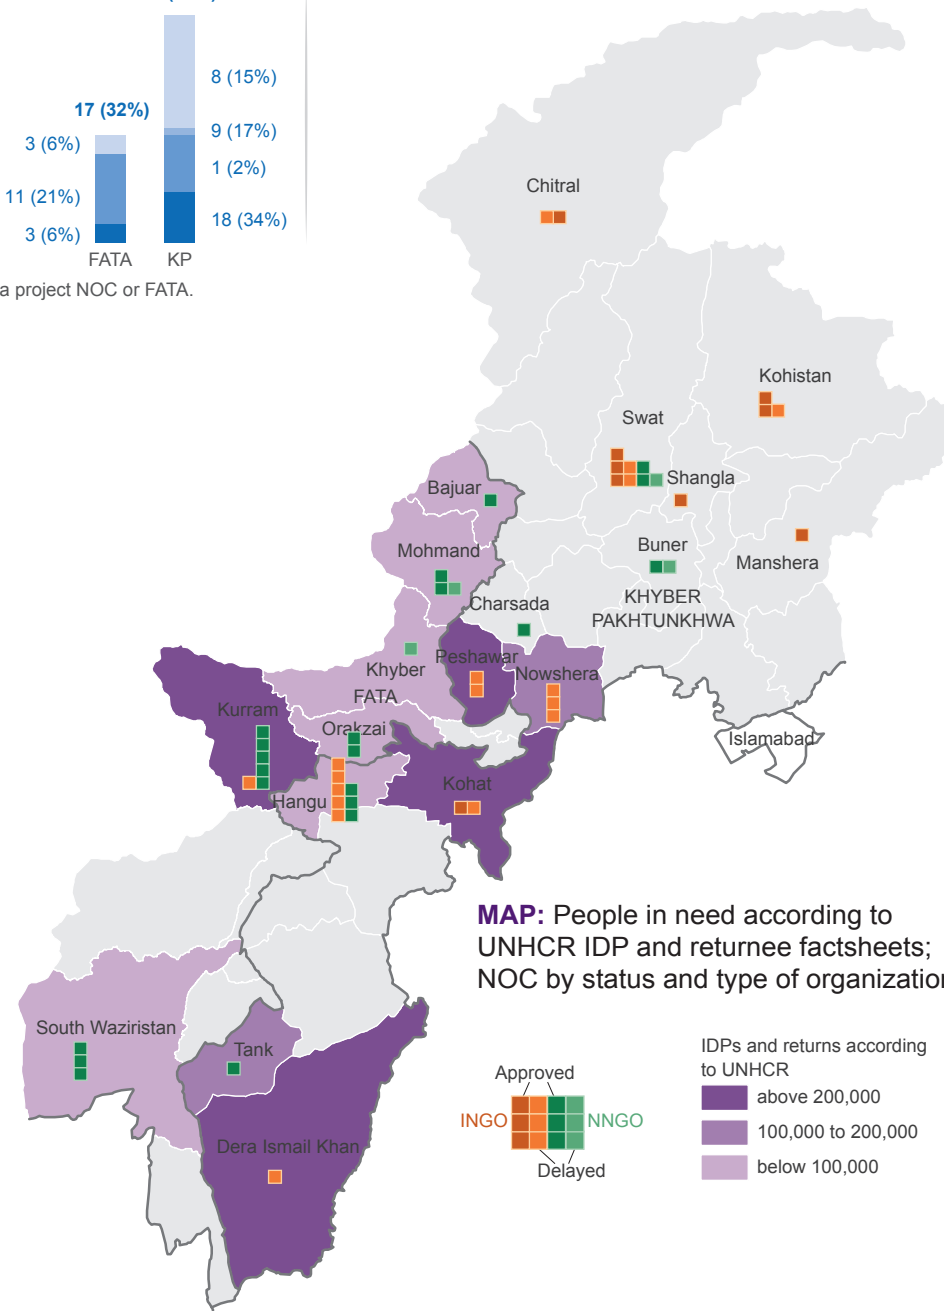 8 (15%)
17 (32%)
3 (6%)
9 (17%)
1 (2%)
11 (21%)
18 (34%)
3 (6%)
FATA
KP
a project NOC or FATA.
Chitral
Kohistan
Swat
Shangla
Bajuar
Buner
Mohmand
Manshera
KHYBER
PAKHTUNKHWA
Charsada
Peshawar
Khyber
Nowshera
FATA
Kurram
Orakzai
Islamabad
Kohat
Hangu
MAP: People in need according to
UNHCR IDP and returnee factsheets;
NOC by status and type of organization
South Waziristan
Tank
Dera Ismail Khan
Approved
INGO
NNGO
Delayed
IDPs and returns according
to UNHCR
above 200,000
100,000 to 200,000
below 100,000